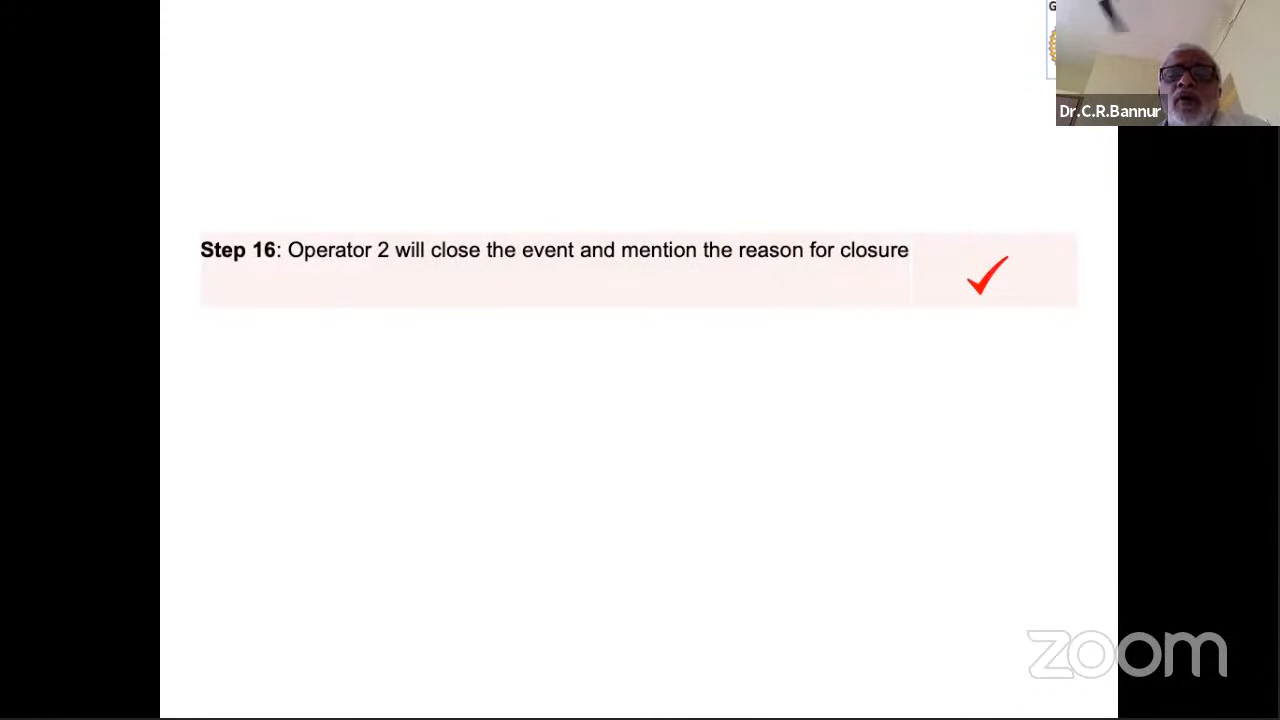 G
Dr.C.R.Bannur
Step 16: Operator 2 will close the event and mention the reason for closure
zoom